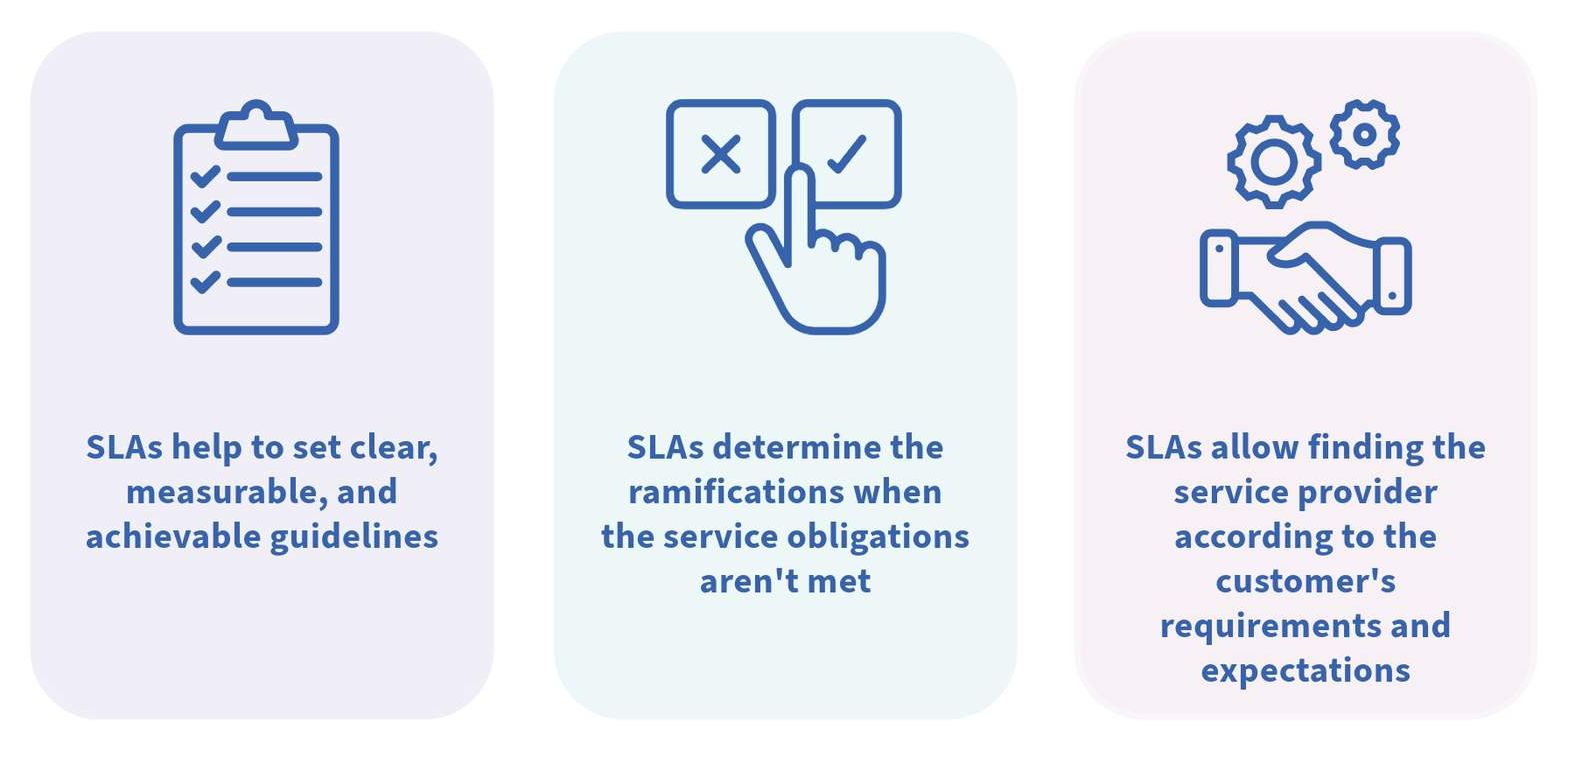 SLAs help to set clear,
measurable, and
achievable guidelines
SLAs determine the
ramifications when
the service obligations
aren't met
SLAs allow finding the
service provider
according to the
customer's
requirements and
expectations